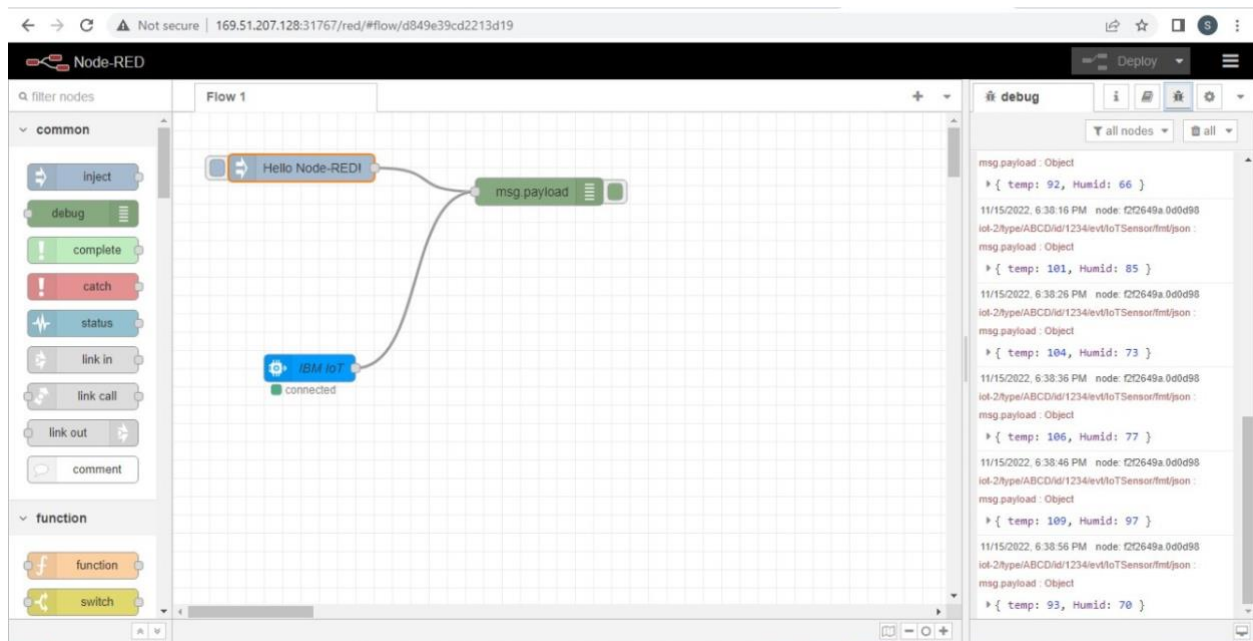 Not secure | 169.51.207.128:31767/red/#flow/d849e39cd2213d19
S
Node-RED
Deploy
filter nodes
common
inject
debug
complete
catch
status
link in
link call
link out
comment
function
function
switch
Flow 1
Hello Node-RED!
msg.payload
IBM IoT
connected
debug
i
all nodes
all
msg.payload : Object
{ temp: 92, Humid: 66 }
11/15/2022, 6:38:16 PM node: f2f2649a.0d0d98
iot-2/type/ABCD/id/1234/evt/IoTSensor/fmt/json :
msg.payload : Object
{ temp: 101, Humid: 85 }
11/15/2022, 6:38:26 PM node: f2f2649a.0d0d98
iot-2/type/ABCD/id/1234/evt/IoTSensor/fmt/json :
msg.payload : Object
{ temp: 104, Humid: 73 }
11/15/2022, 6:38:36 PM node: f2f2649a.0d0d98
iot-2/type/ABCD/id/1234/evt/IoTSensor/fmt/json :
msg.payload : Object
{ temp: 106, Humid: 77 }
11/15/2022, 6:38:46 PM node: f2f2649a.0d0d98
iot-2/type/ABCD/id/1234/evt/IoTSensor/fmt/json :
msg.payload : Object
{ temp: 109, Humid: 97 }
11/15/2022, 6:38:56 PM node: f2f2649a.0d0d98
iot-2/type/ABCD/id/1234/evt/IoTSensor/fmt/json :
msg.payload : Object
{ temp: 93, Humid: 70 }